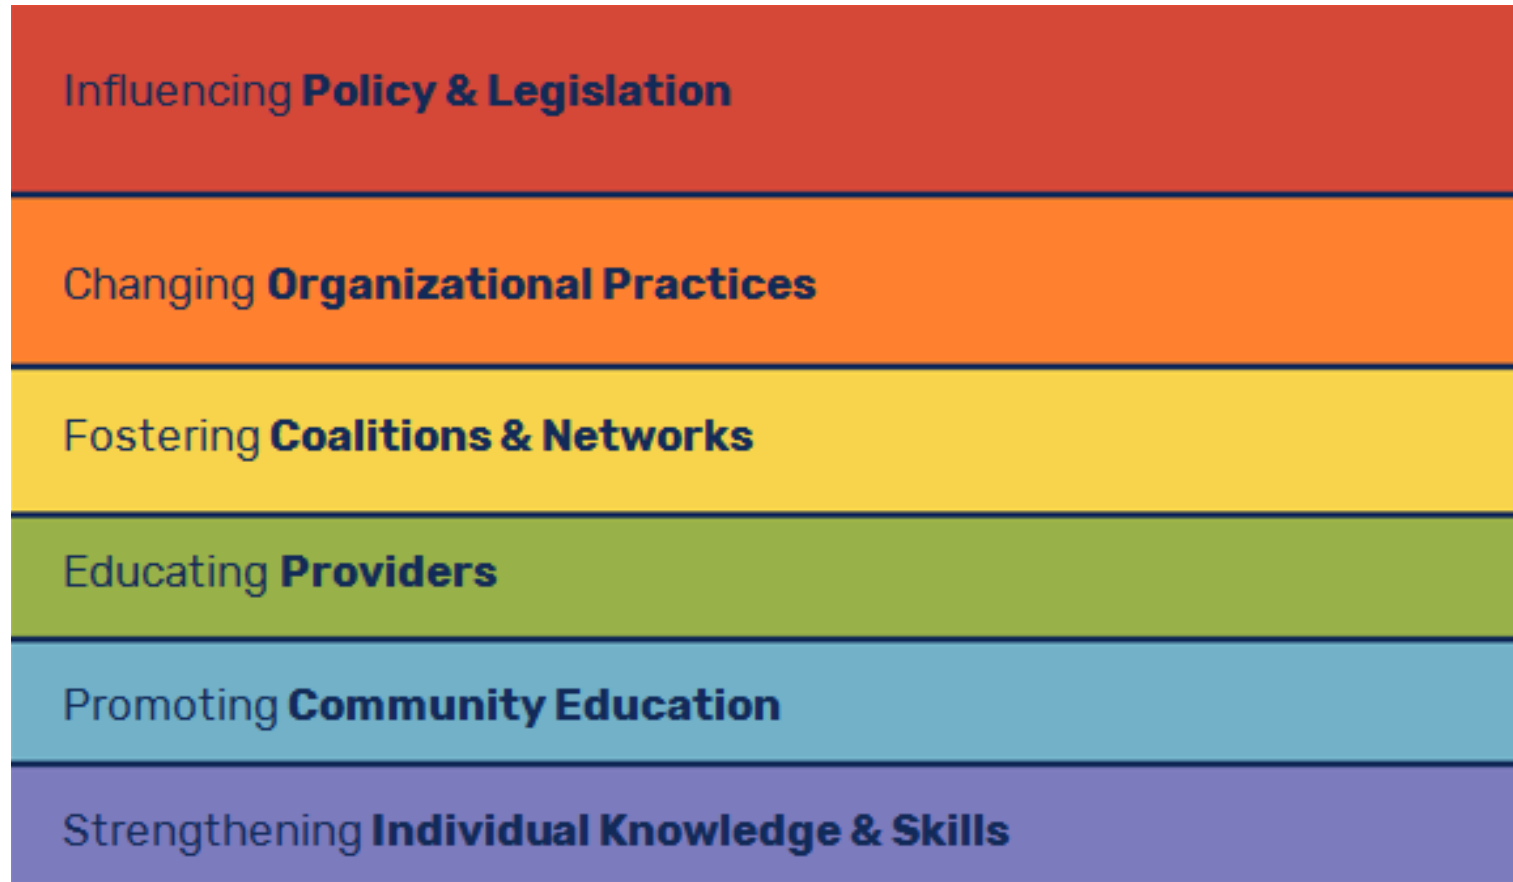 Influencing Policy & Legislation
Changing Organizational Practices
Fostering Coalitions & Networks
Educating Providers
Promoting Community Education
Strengthening Individual Knowledge & Skills